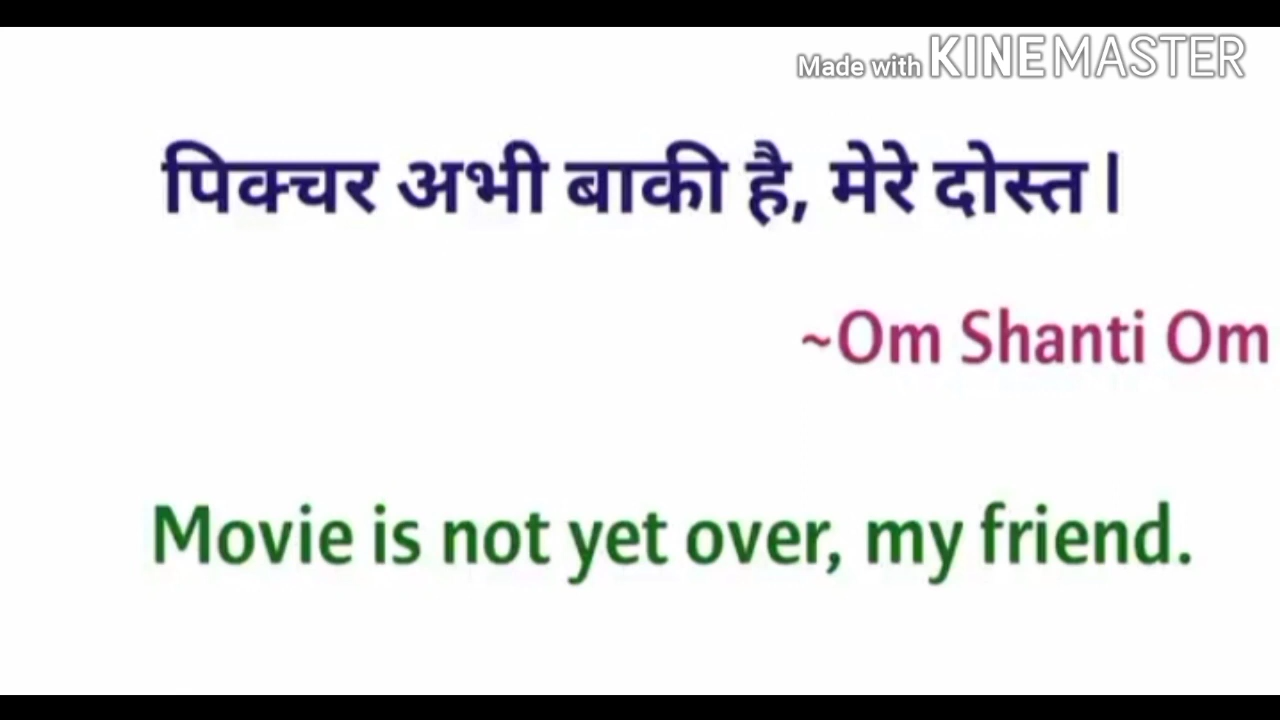 Made with KINEMASTER
पिक्चर अभी बाकी है, मेरे दोस्त।
~Om Shanti Om
Movie is not yet over, my friend.